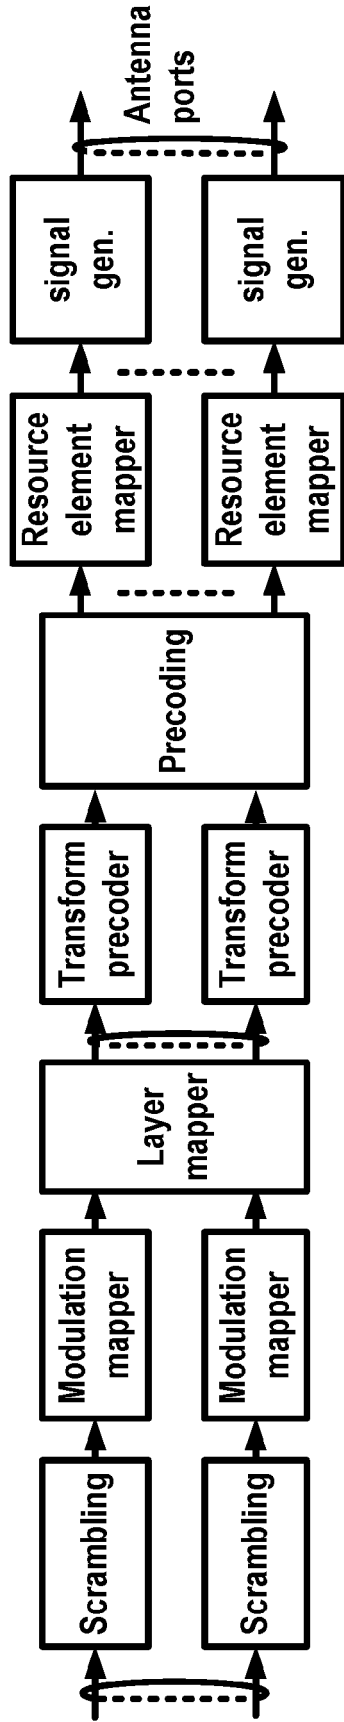 Scrambling
Scrambling
Modulation
mapper
Modulation
mapper
Layer
mapper
Transform
precoder
Transform
precoder
Precoding
Resource
element
mapper
Resource
element
mapper
signal
gen.
signal
gen.
Antenna
ports